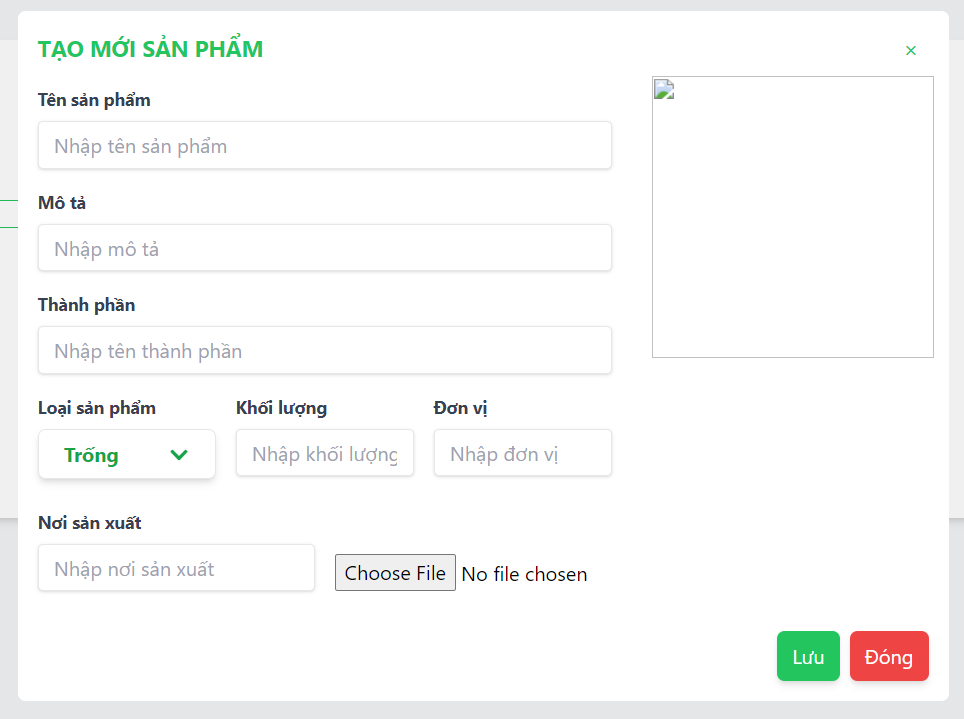 TẠO MỚI SẢN PHẨM
×
Tên sản phẩm
Nhập tên sản phẩm
Mô tả
Nhập mô tả
Thành phần
Nhập tên thành phần
Loại sản phẩm Khối lượng Đơn vị
Trống Nhập khối lượng Nhập đơn vị
Nơi sản xuất
Nhập nơi sản xuất Choose File No file chosen
Lưu Đóng